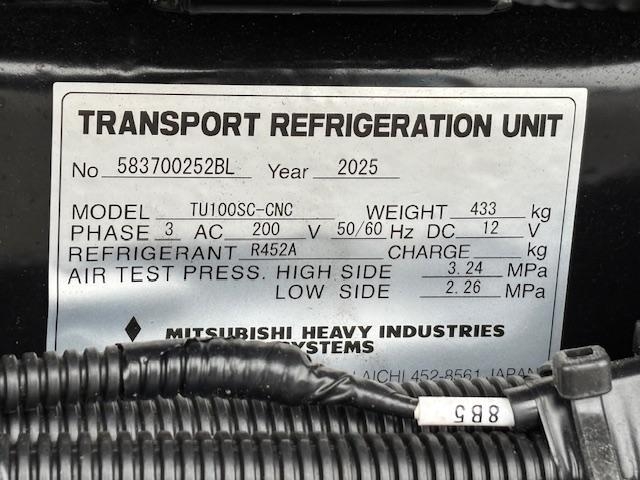 TRANSPORT REFRIGERATION UNIT
No 583700252BL Year 2025
MODEL TU100SC-CNC WEIGHT 433 kg
PHASE 3 AC 200 V 50/60 Hz DC 12 V
REFRIGERANT R452A CHARGE kg
AIR TEST PRESS. HIGH SIDE 3.24 MPa
LOW SIDE 2.26 MPa
MITSUBISHI HEAVY INDUSTRIES
SYSTEMS
AICHI 452-8561 JAPAN
8B5